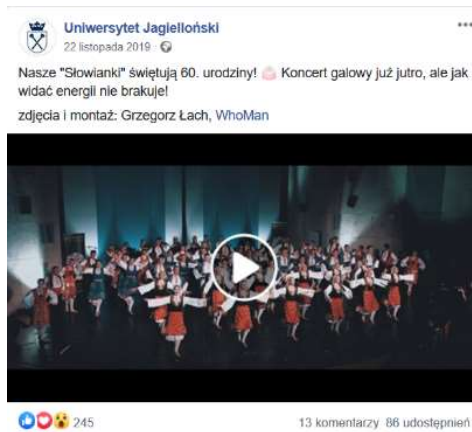 Uniwersytet Jagielloński
22 listopada 2019 ·
Nasze "Słowianki" świętują 60. urodziny! Koncert galowy już jutro, ale jak
widać energii nie brakuje!
zdjęcia i montaż: Grzegorz Łach, WhoMan
245
13 komentarzy 86 udostępnień